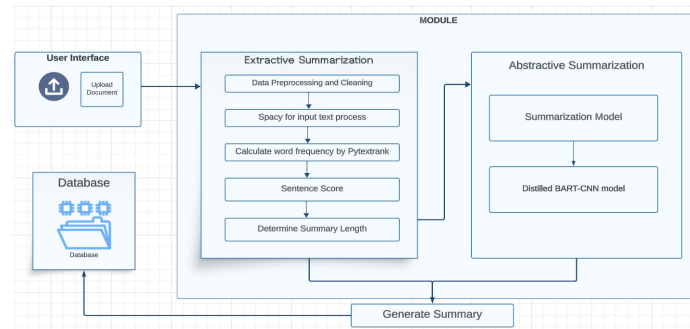 MODULE
User Interface
Upload
Document
Extractive Summarization
Data Preprocessing and Cleaning
Spacy for input text process
Calculate word frequency by Pytextrank
Sentence Score
Determine Summary Length
Abstractive Summarization
Summarization Model
Distilled BART-CNN model
Database
Database
Generate Summary